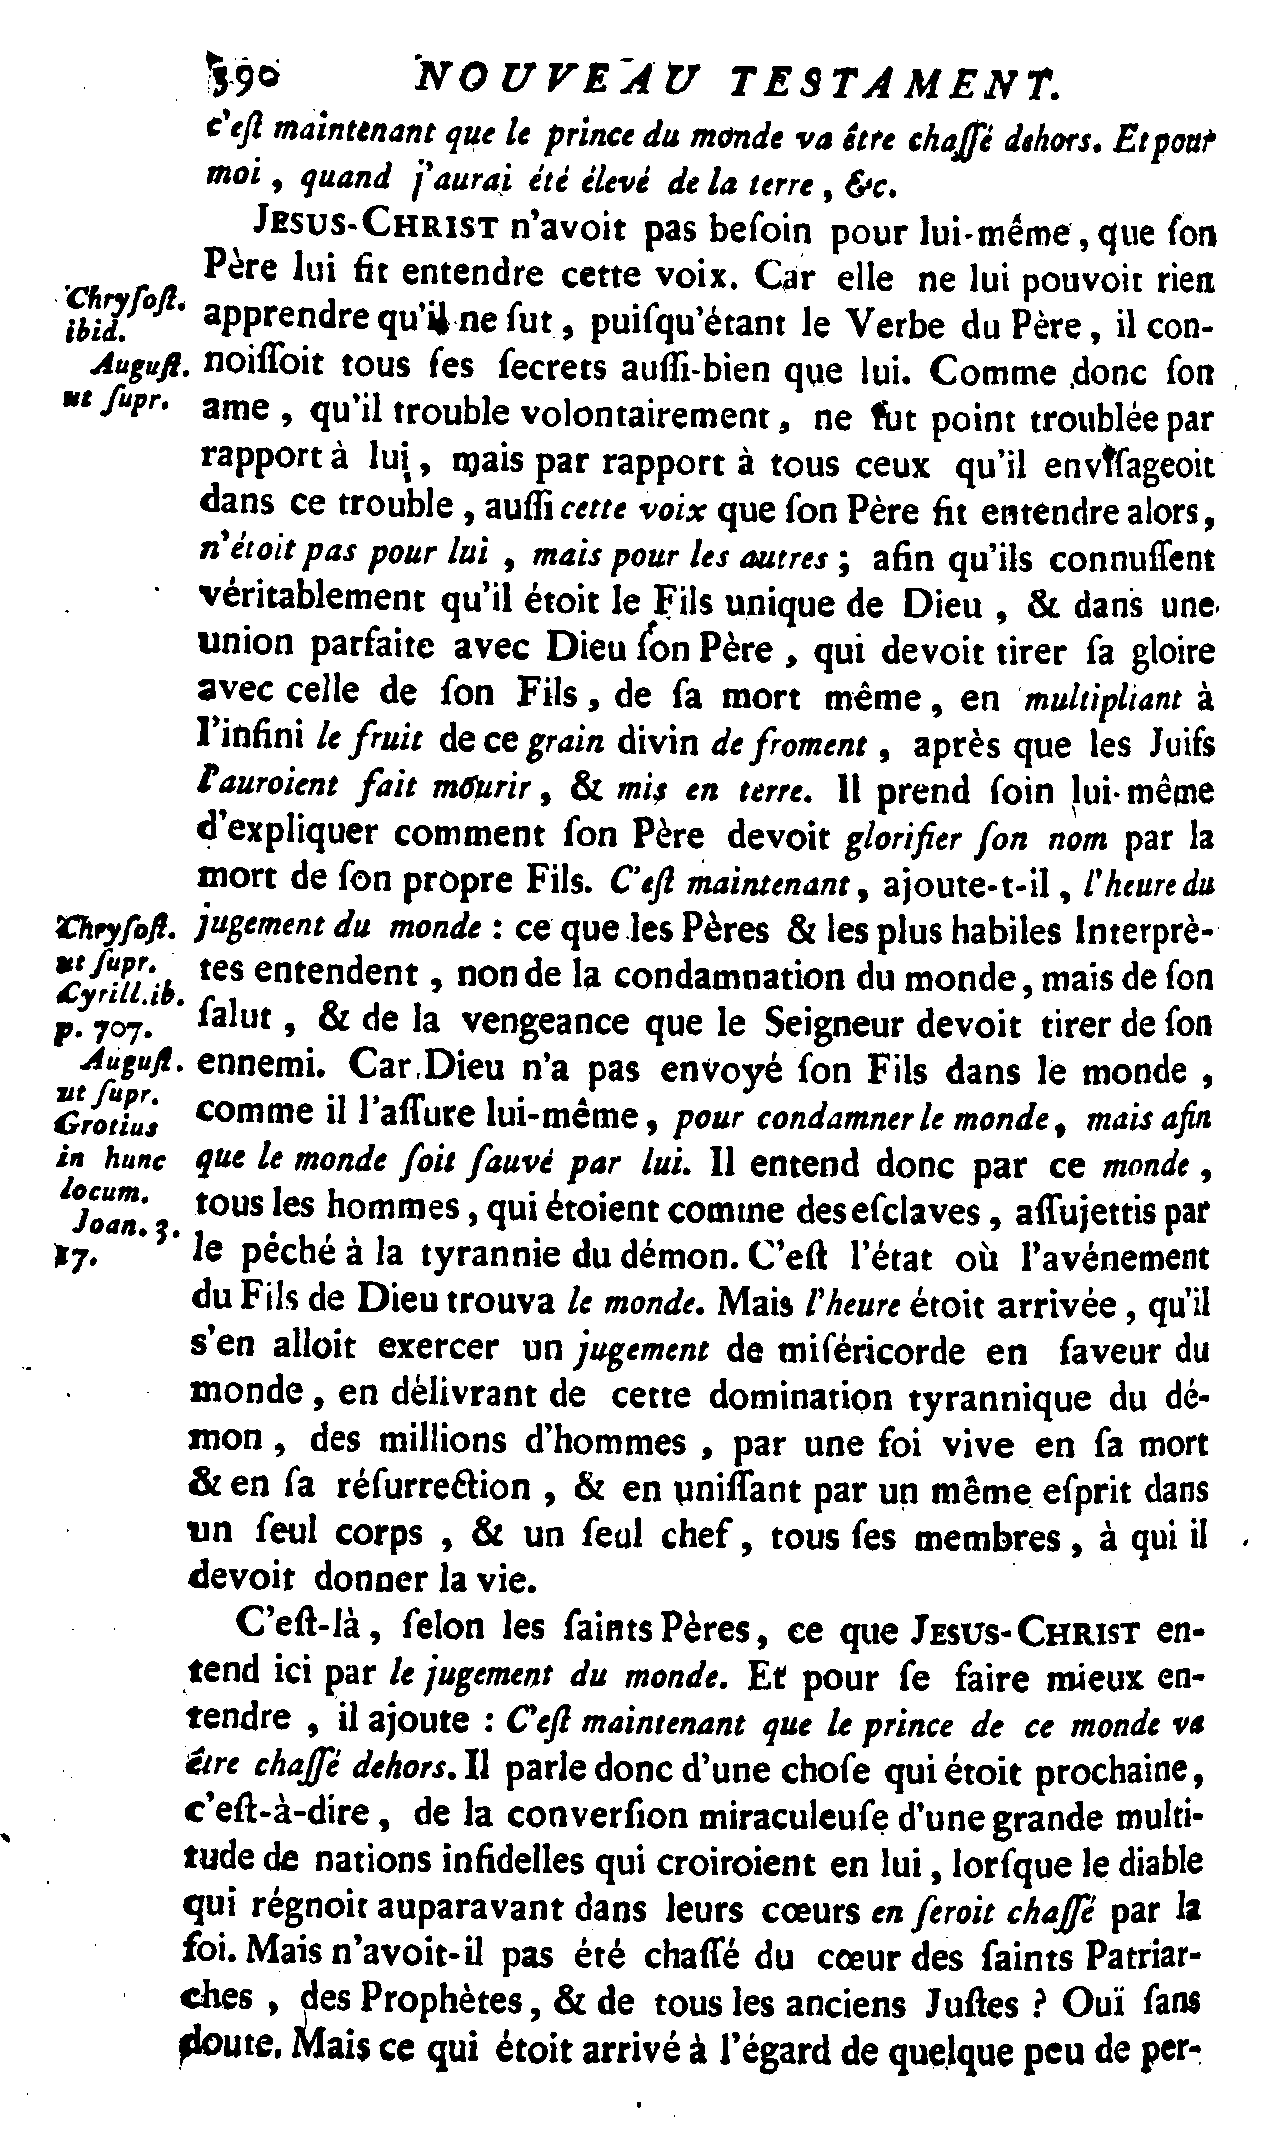 390 NOUVEAU TESTAMENT.
c'eſt maintenant que le prince du monde va être chaſſé dehors. Et pour
moi, quand j'aurai été élevé de la terre, &c.
JESUS-CHRIST n'avoit pas beſoin pour lui-même, que ſon
Père lui fit entendre cette voix. Car elle ne lui pouvoit rien
Chryſoſt.
ibid.
apprendre qu'il ne ſut, puiſqu'étant le Verbe du Père, il con-
Auguſt.
noiſſoit tous ſes ſecrets auſſi-bien que lui. Comme donc ſon
ut ſupr.
ame, qu'il trouble volontairement, ne fut point troublée par
rapport à lui, mais par rapport à tous ceux qu'il enviſageoit
dans ce trouble, auſſi cette voix que ſon Père fit entendre alors,
n'étoit pas pour lui, mais pour les autres; afin qu'ils connuſſent
véritablement qu'il étoit le Fils unique de Dieu, & dans une
union parfaite avec Dieu ſon Père, qui devoit tirer ſa gloire
avec celle de ſon Fils, de ſa mort même, en multipliant à
l'infini le fruit de ce grain divin de froment, après que les Juifs
l'auroient fait mourir, & mis en terre. Il prend ſoin lui-même
d'expliquer comment ſon Père devoit glorifier ſon nom par la
mort de ſon propre Fils. C'eſt maintenant, ajoute-t-il, l'heure du
Chryſoſt.
jugement du monde : ce que les Pères & les plus habiles Interprè-
ut ſupr.
tes entendent, non de la condamnation du monde, mais de ſon
Cyrill. ib.
p. 707.
ſalut, & de la vengeance que le Seigneur devoit tirer de ſon
Auguſt.
ennemi. Car Dieu n'a pas envoyé ſon Fils dans le monde,
ut ſupr.
Grotius
comme il l'aſſure lui-même, pour condamner le monde, mais afin
in hunc
que le monde ſoit ſauvé par lui. Il entend donc par ce monde,
locum.
tous les hommes, qui étoient comme des eſclaves, aſſujettis par
Joan. 3.
17.
le péché à la tyrannie du démon. C'eſt l'état où l'avénement
du Fils de Dieu trouva le monde. Mais l'heure étoit arrivée, qu'il
s'en alloit exercer un jugement de miſéricorde en faveur du
monde, en délivrant de cette domination tyrannique du dé-
mon, des millions d'hommes, par une foi vive en ſa mort
& en ſa réſurrection, & en uniſſant par un même eſprit dans
un ſeul corps, & un ſeul chef, tous ſes membres, à qui il
devoit donner la vie.
C'eſt-là, ſelon les ſaints Pères, ce que JESUS-CHRIST en-
tend ici par le jugement du monde. Et pour ſe faire mieux en-
tendre, il ajoute : C'eſt maintenant que le prince de ce monde va
être chaſſé dehors. Il parle donc d'une choſe qui étoit prochaine,
c'eſt-à-dire, de la converſion miraculeuſe d'une grande multi-
tude de nations infidelles qui croiroient en lui, lorſque le diable
qui régnoit auparavant dans leurs cœurs en ſeroit chaſſé par la
foi. Mais n'avoit-il pas été chaſſé du cœur des ſaints Patriar-
ches, des Prophètes, & de tous les anciens Juſtes ? Ouï ſans
doute. Mais ce qui étoit arrivé à l'égard de quelque peu de per-